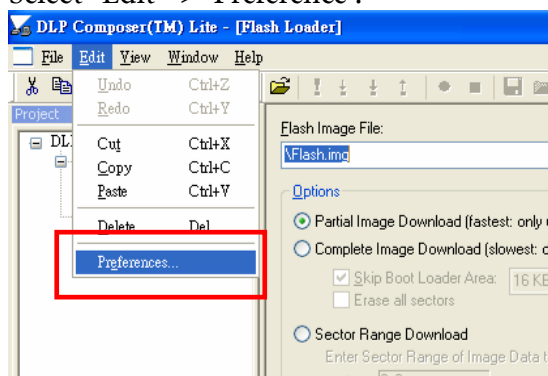 Select "Edit" -> "Preference".
DLP Composer(TM) Lite - [Flash Loader]
File Edit View Window Help
Project
Undo Ctrl+Z
Redo Ctrl+Y
Cut Ctrl+X
Copy Ctrl+C
Paste Ctrl+V
Delete Del
Preferences...
DL
Flash Image File:
\Flash.img
Options
Partial Image Download (fastest: only
Complete Image Download (slowest:
Skip Boot Loader Area: 16 KE
Erase all sectors
Sector Range Download
Enter Sector Range of Image Data t